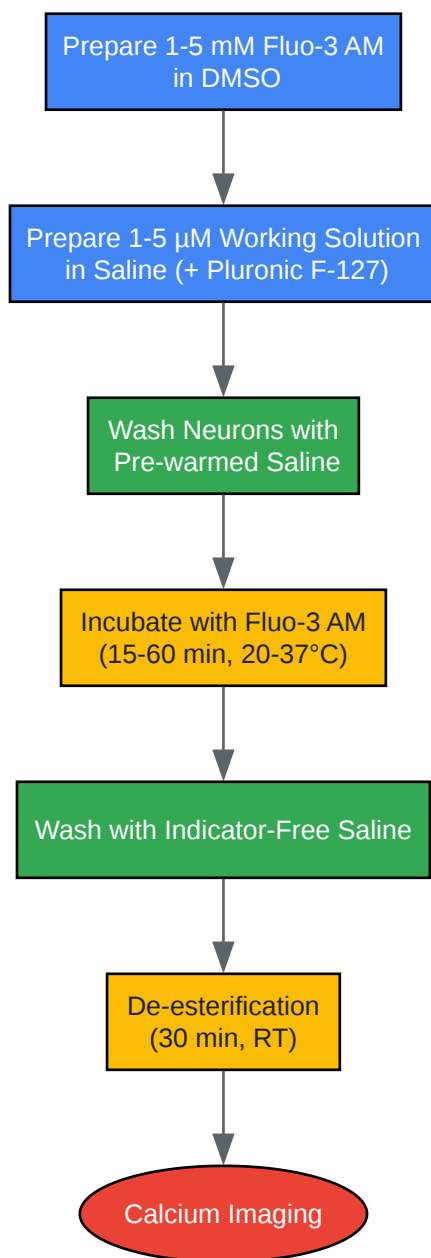 Prepare 1-5 mM Fluo-3 AM
in DMSO
Prepare 1-5 µM Working Solution
in Saline (+ Pluronic F-127)
Wash Neurons with
Pre-warmed Saline
Incubate with Fluo-3 AM
(15-60 min, 20-37°C)
Wash with Indicator-Free Saline
De-esterification
(30 min, RT)
Calcium Imaging